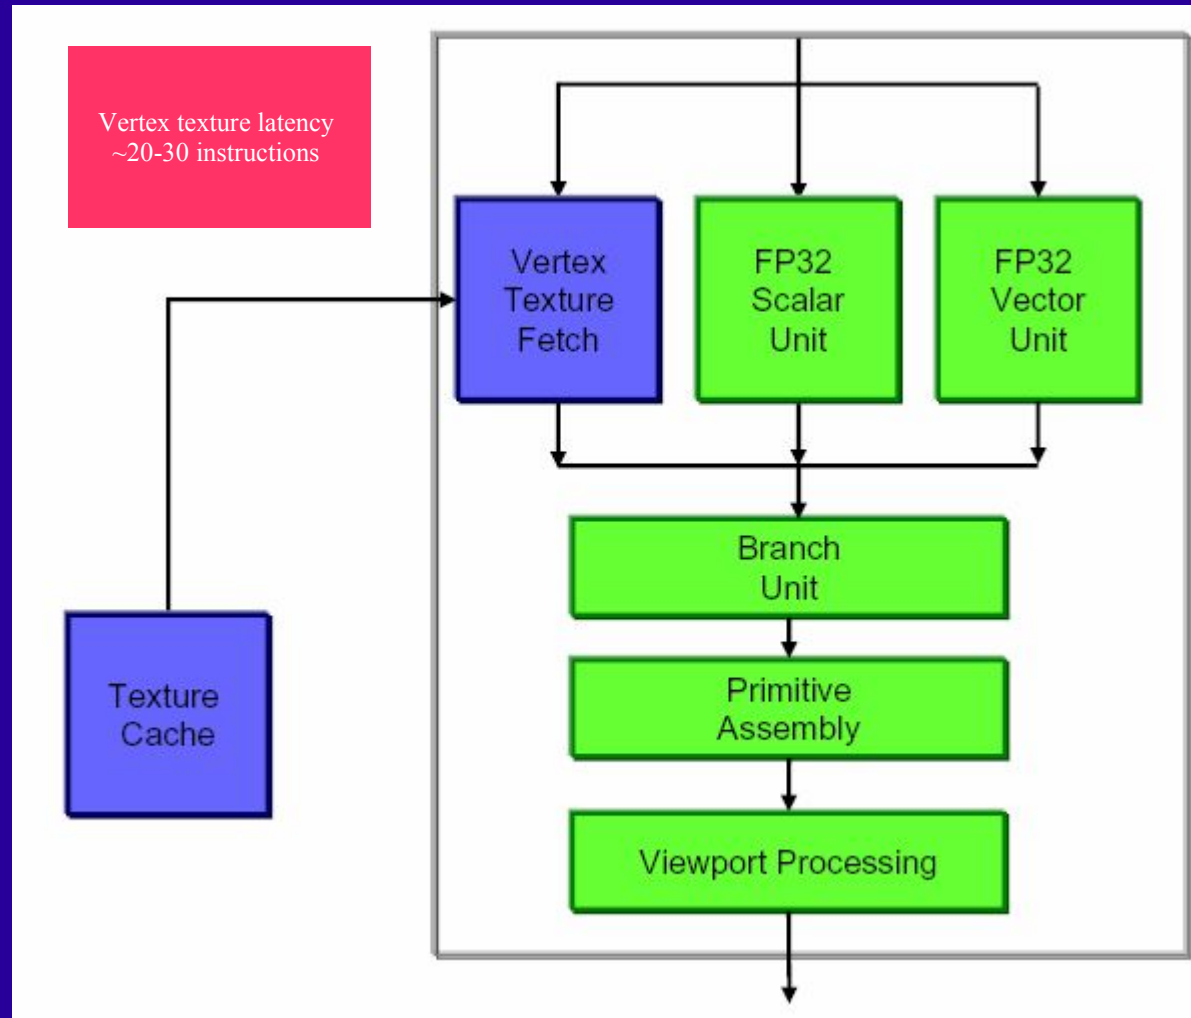 Vertex texture latency
~20-30 instructions
Vertex
Texture
Fetch
FP32
Scalar
Unit
FP32
Vector
Unit
Branch
Unit
Texture
Cache
Primitive
Assembly
Viewport Processing